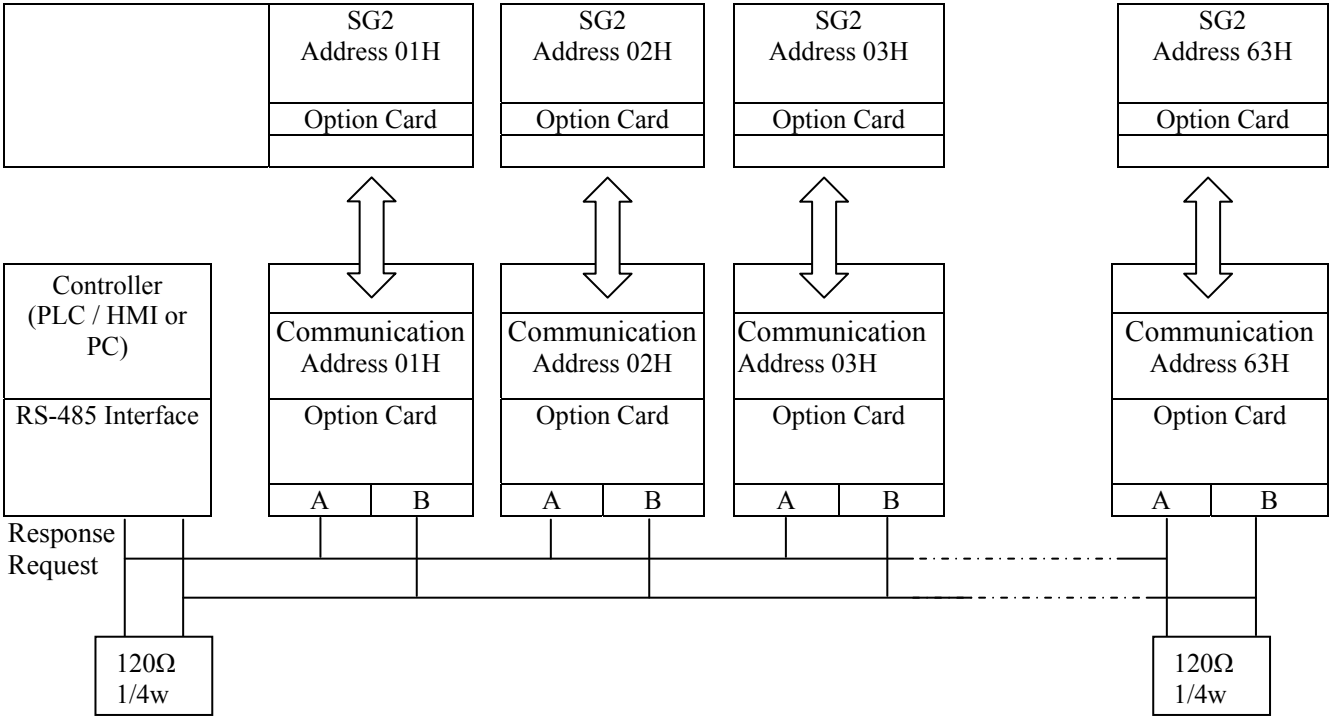 SG2
Address 01H
Option Card
SG2
Address 02H
Option Card
SG2
Address 03H
Option Card
SG2
Address 63H
Option Card
Controller
(PLC / HMI or
PC)
RS-485 Interface
Communication
Address 01H
Option Card
A B
Communication
Address 02H
Option Card
A B
Communication
Address 03H
Option Card
A B
Communication
Address 63H
Option Card
A B
Response
Request
120Ω
1/4w
120Ω
1/4w